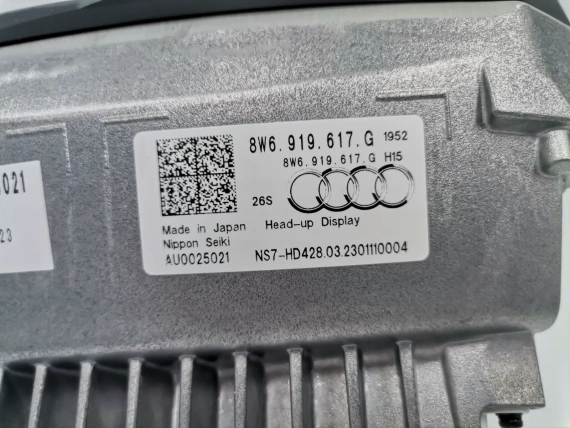 8W6.919.617.G 1952
8W6.919.617.G H15
26S
Made in Japan Head-up Display
Nippon Seiki
AU0025021 NS7-HD428.03.2301110004
021
23